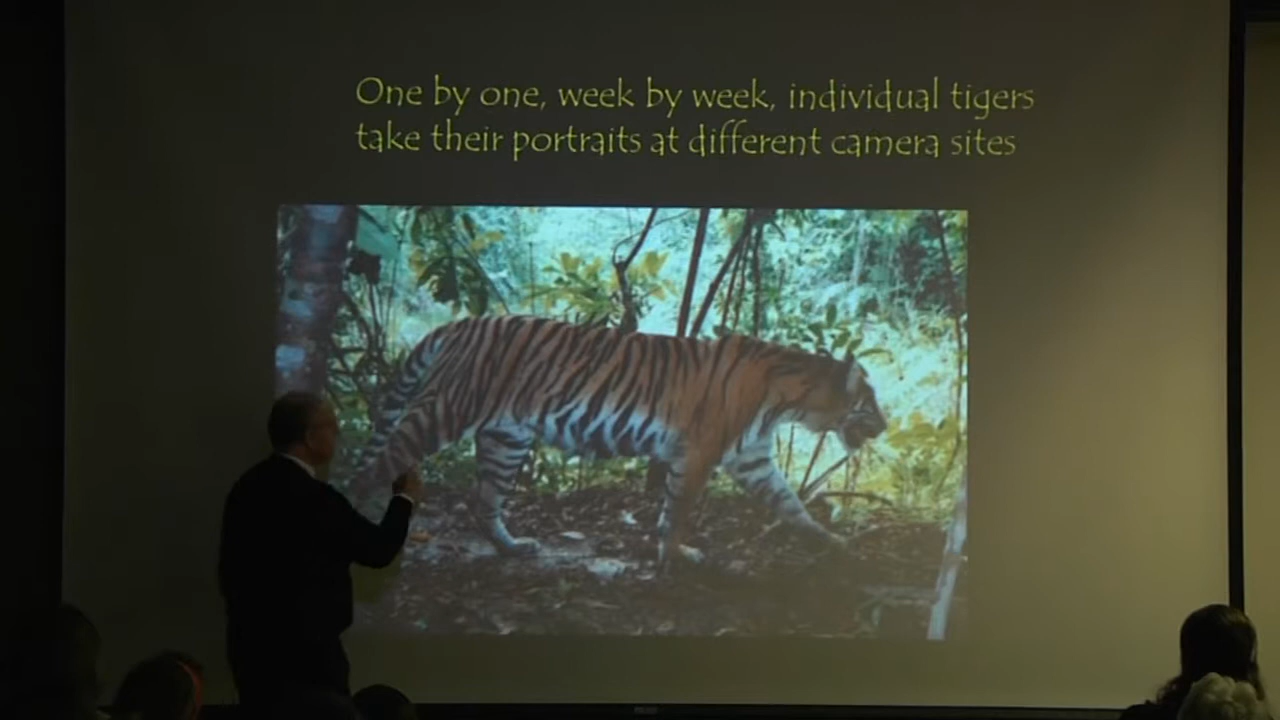 One by one, week by week, individual tigers
take their portraits at different camera sites